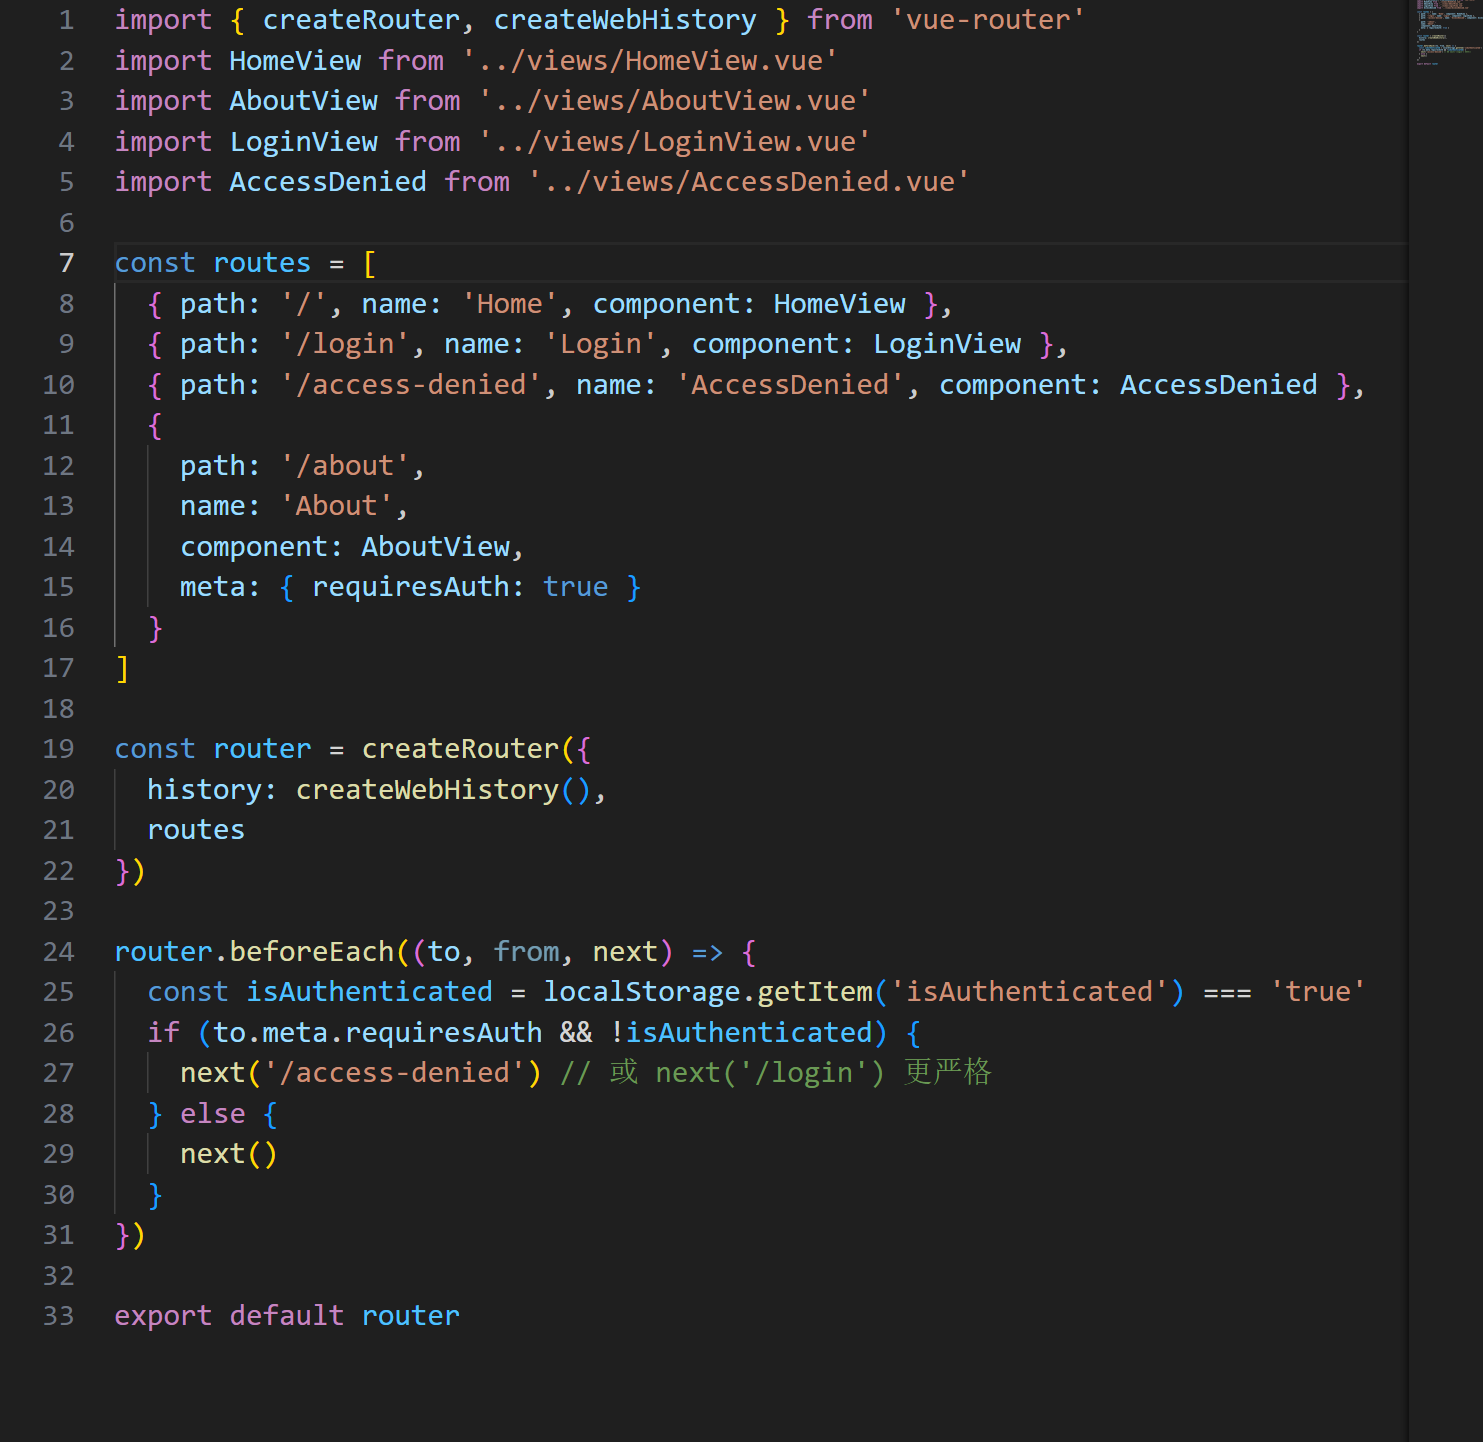 1 import { createRouter, createWebHistory } from 'vue-router'
2 import HomeView from '../views/HomeView.vue'
3 import AboutView from '../views/AboutView.vue'
4 import LoginView from '../views/LoginView.vue'
5 import AccessDenied from '../views/AccessDenied.vue'
6
7 const routes = [
8   { path: '/', name: 'Home', component: HomeView },
9   { path: '/login', name: 'Login', component: LoginView },
10   { path: '/access-denied', name: 'AccessDenied', component: AccessDenied },
11   {
12     path: '/about',
13     name: 'About',
14     component: AboutView,
15     meta: { requiresAuth: true }
16   }
17 ]
18
19 const router = createRouter({
20   history: createWebHistory(),
21   routes
22 })
23
24 router.beforeEach((to, from, next) => {
25   const isAuthenticated = localStorage.getItem('isAuthenticated') === 'true'
26   if (to.meta.requiresAuth && !isAuthenticated) {
27     next('/access-denied') // 或 next('/login') 更严格
28   } else {
29     next()
30   }
31 })
32
33 export default router